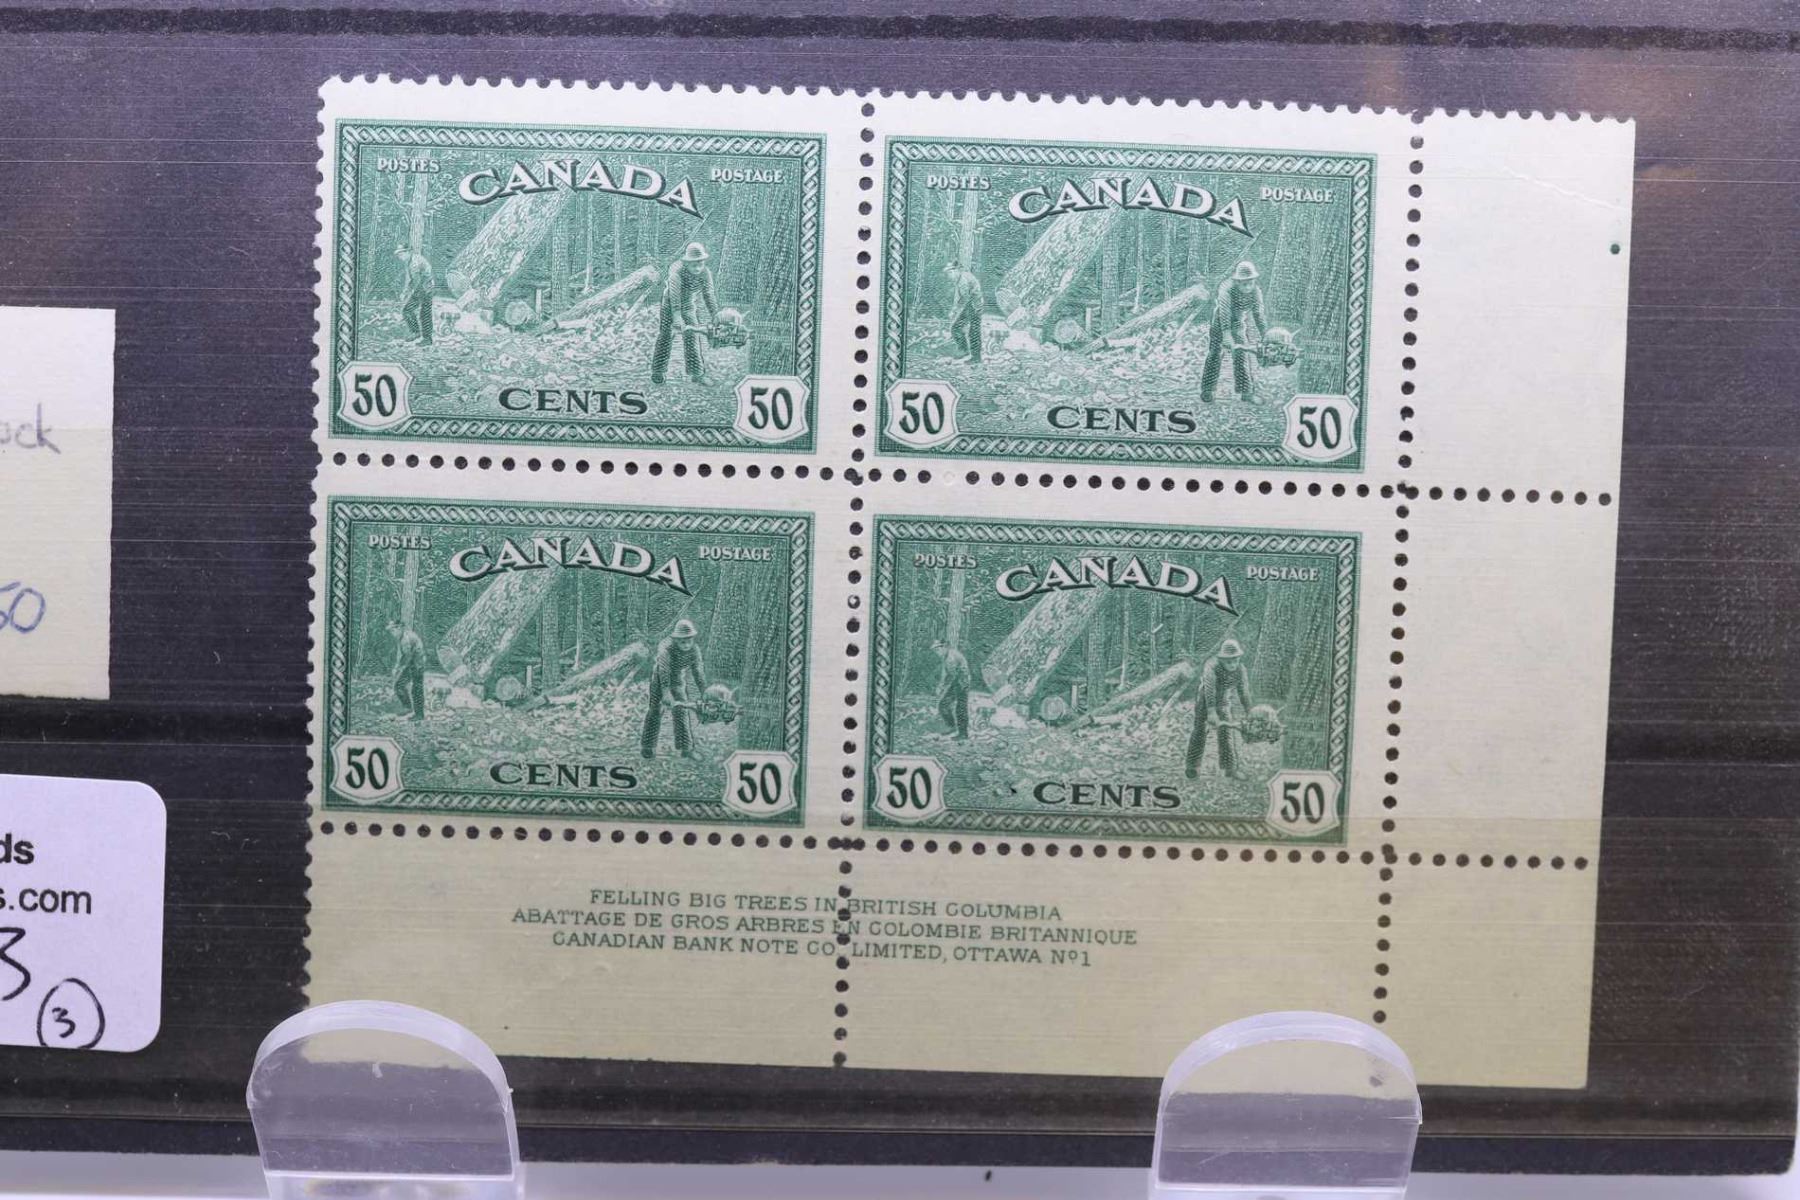 POSTES CANADA POSTAGE
50 CENTS 50
POSTES CANADA POSTAGE
50 CENTS 50
POSTES CANADA POSTAGE
50 CENTS 50
POSTES CANADA POSTAGE
50 CENTS 50
FELLING BIG TREES IN BRITISH COLUMBIA
ABATTAGE DE GROS ARBRES EN COLOMBIE BRITANNIQUE
CANADIAN BANK NOTE CO. LIMITED, OTTAWA Nº1
ds
s.com
3
3